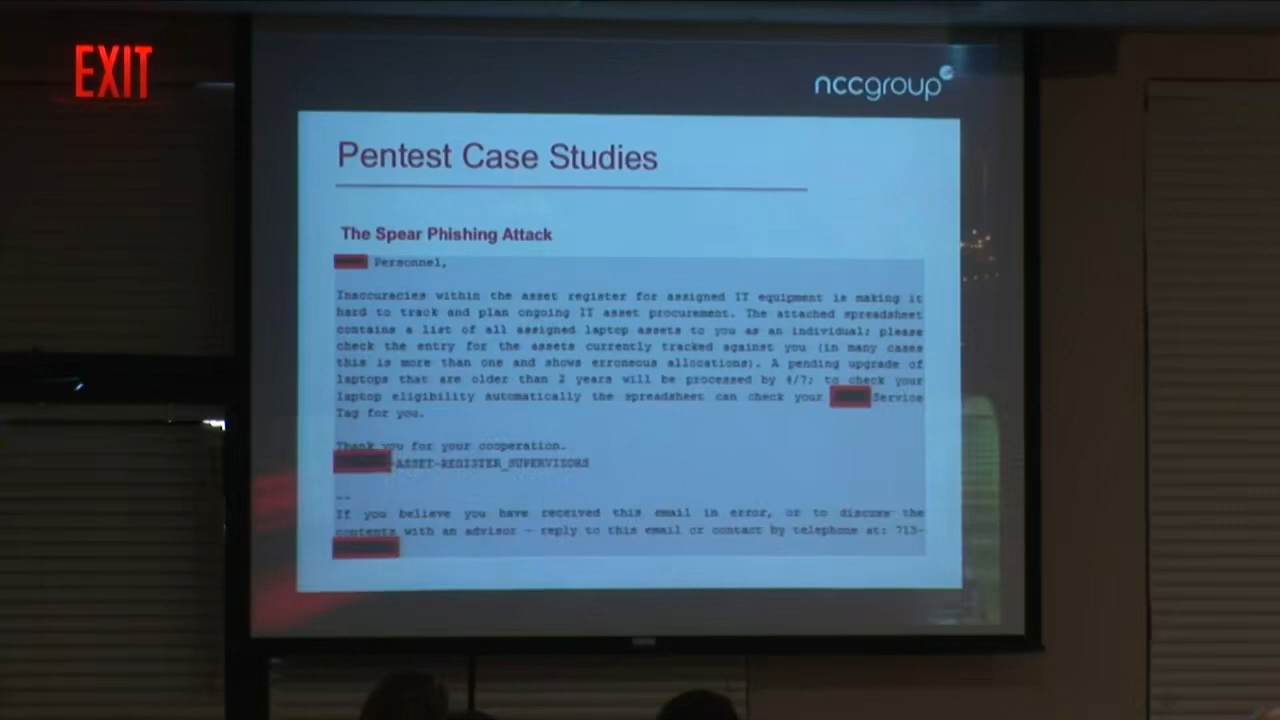 EXIT
nccgroup
Pentest Case Studies
The Spear Phishing Attack
Personnel,
Inaccuracies within the asset register for assigned IT equipment is making it
hard to track and plan ongoing IT asset procurement. The attached spreadsheet
contains a list of all assigned laptop assets to you as an individual; please
check the entry for the assets currently tracked against you (in many cases
this is more than one and shows erroneous allocations). A pending upgrade of
laptops that are older than 2 years will be processed by 4/7; to check your
laptop eligibility automatically the spreadsheet can check your Service
Tag for you.
Thank you for your cooperation.
-ASSET-REGISTER_SUPERVISORS
--
If you believe you have received this email in error, or to discuss the
contents with an advisor - reply to this email or contact by telephone at: 713-